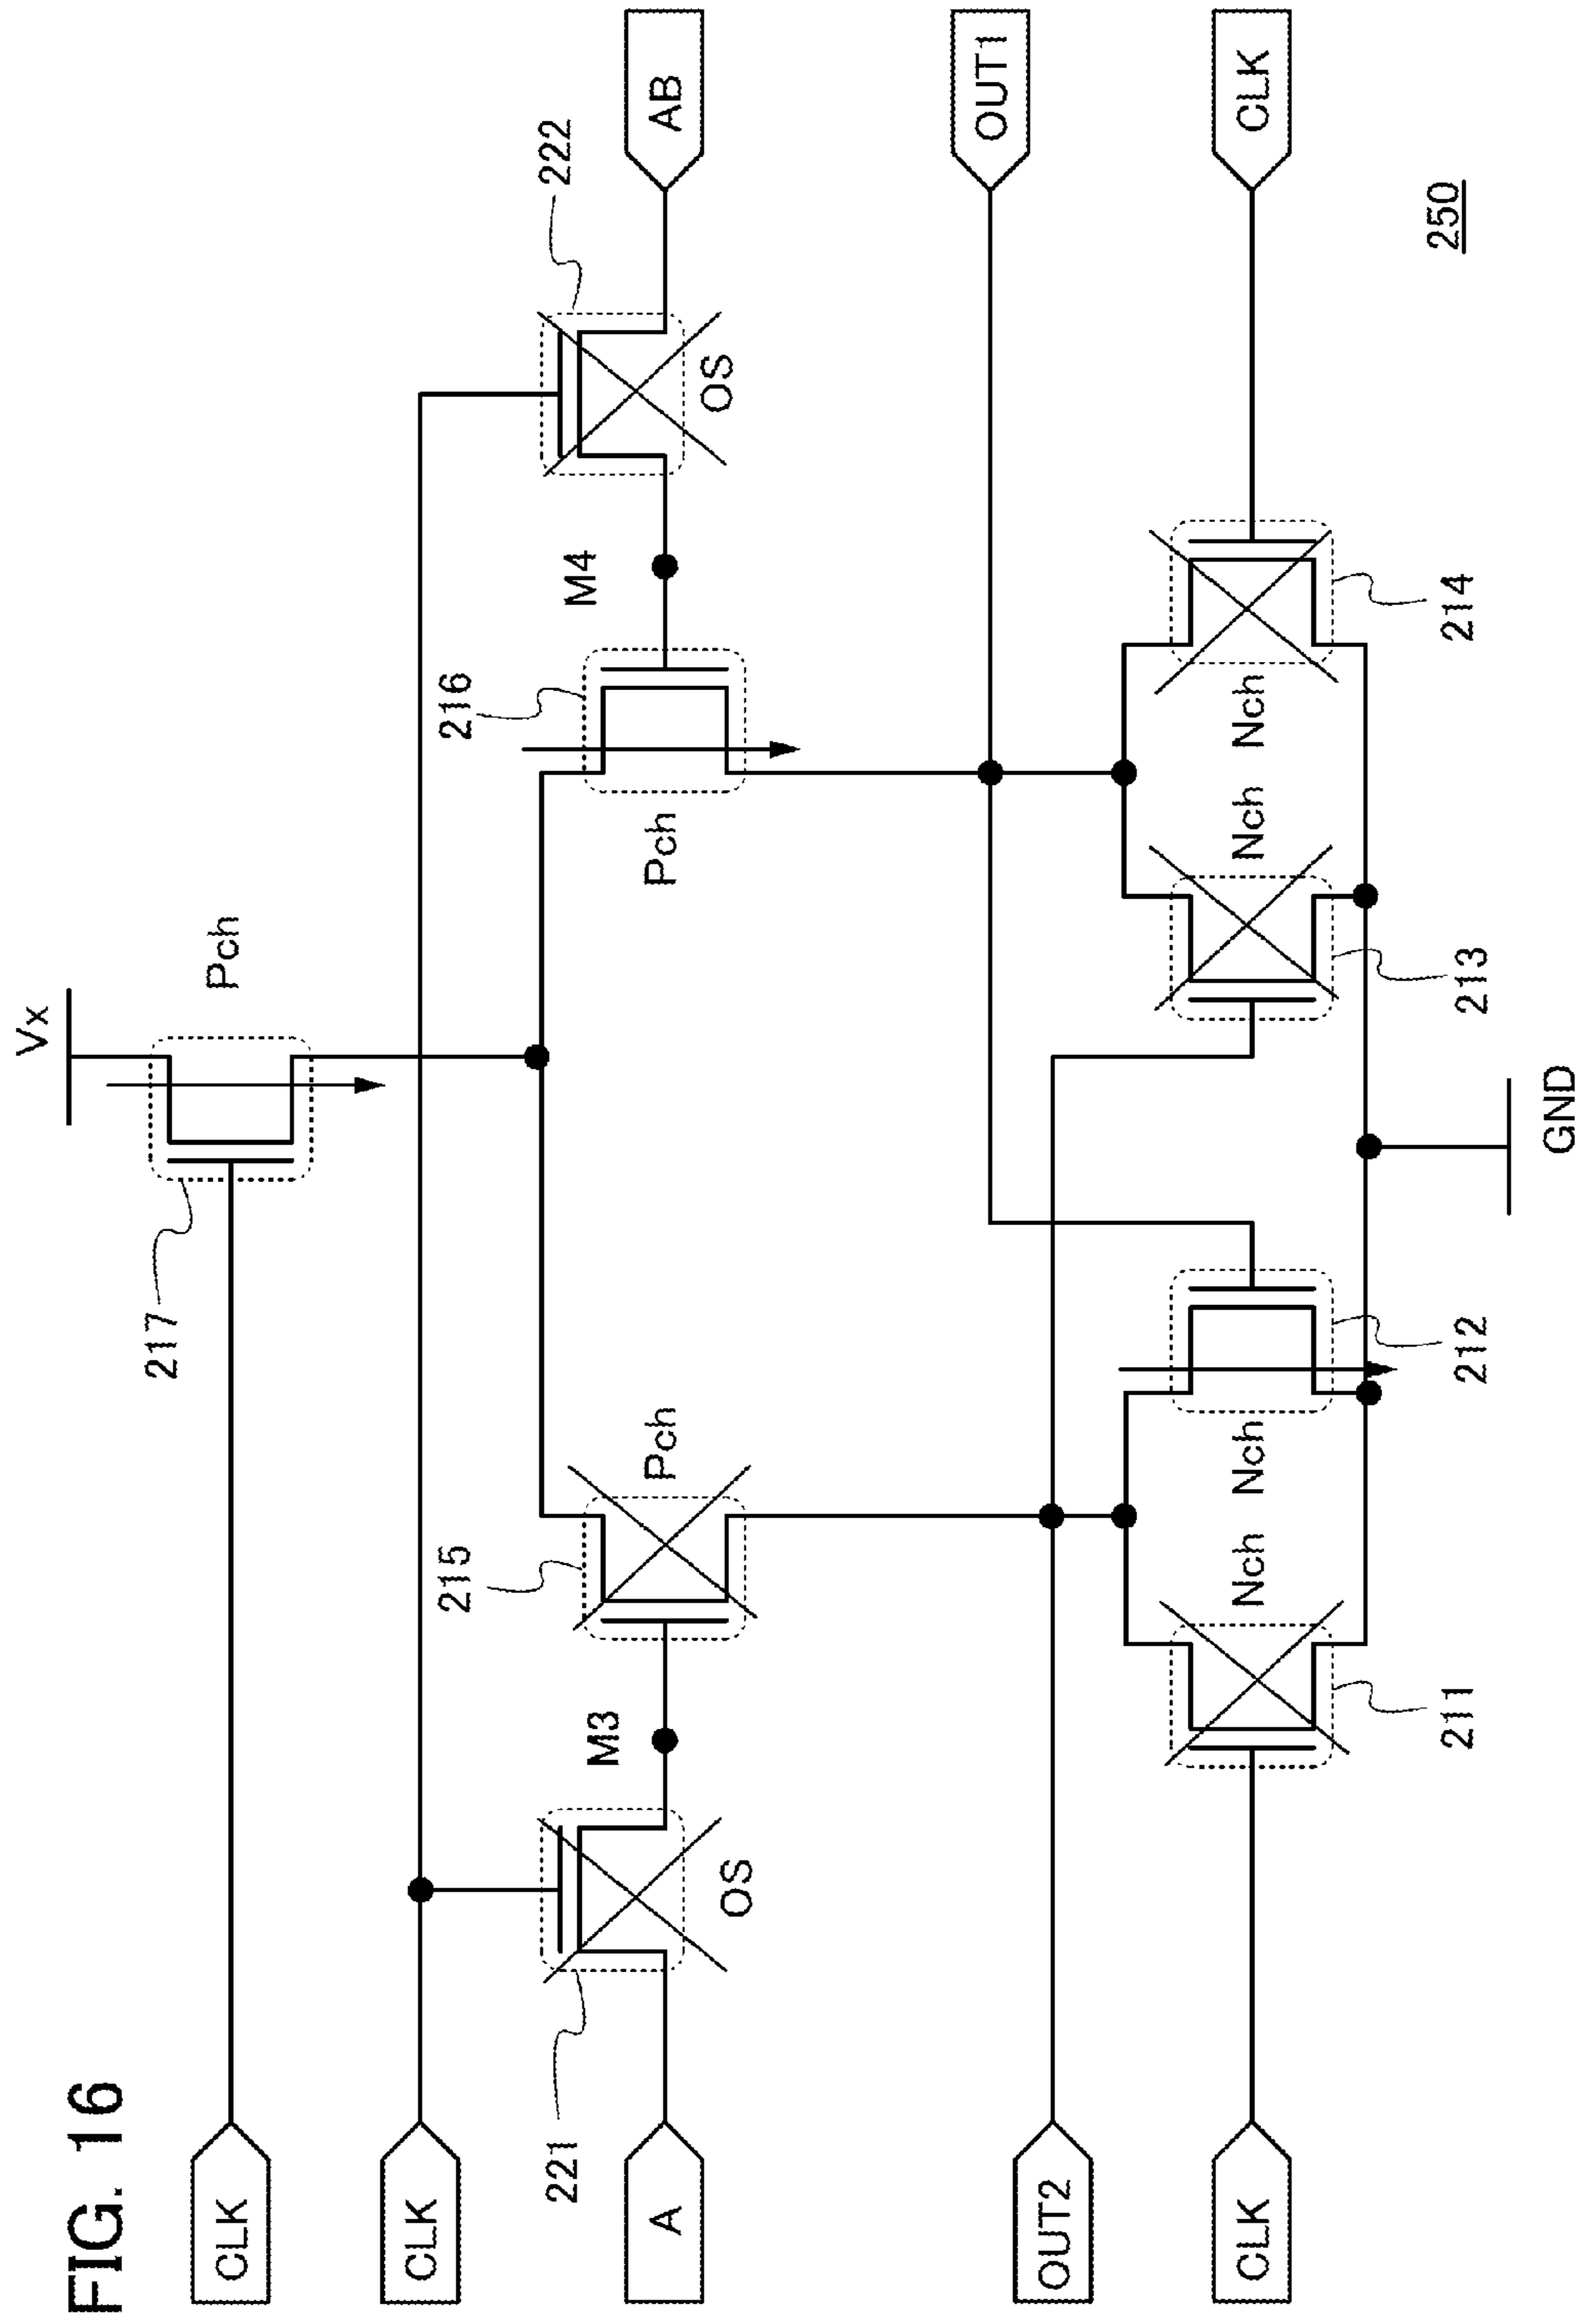 FIG. 16
Vx
CLK
217
Pch
CLK
221
222
A
OS
M3
215
Pch
216
Pch
M4
OS
AB
OUT2
OUT1
CLK
Nch
Nch
Nch
Nch
CLK
211
212
213
214
GND
250